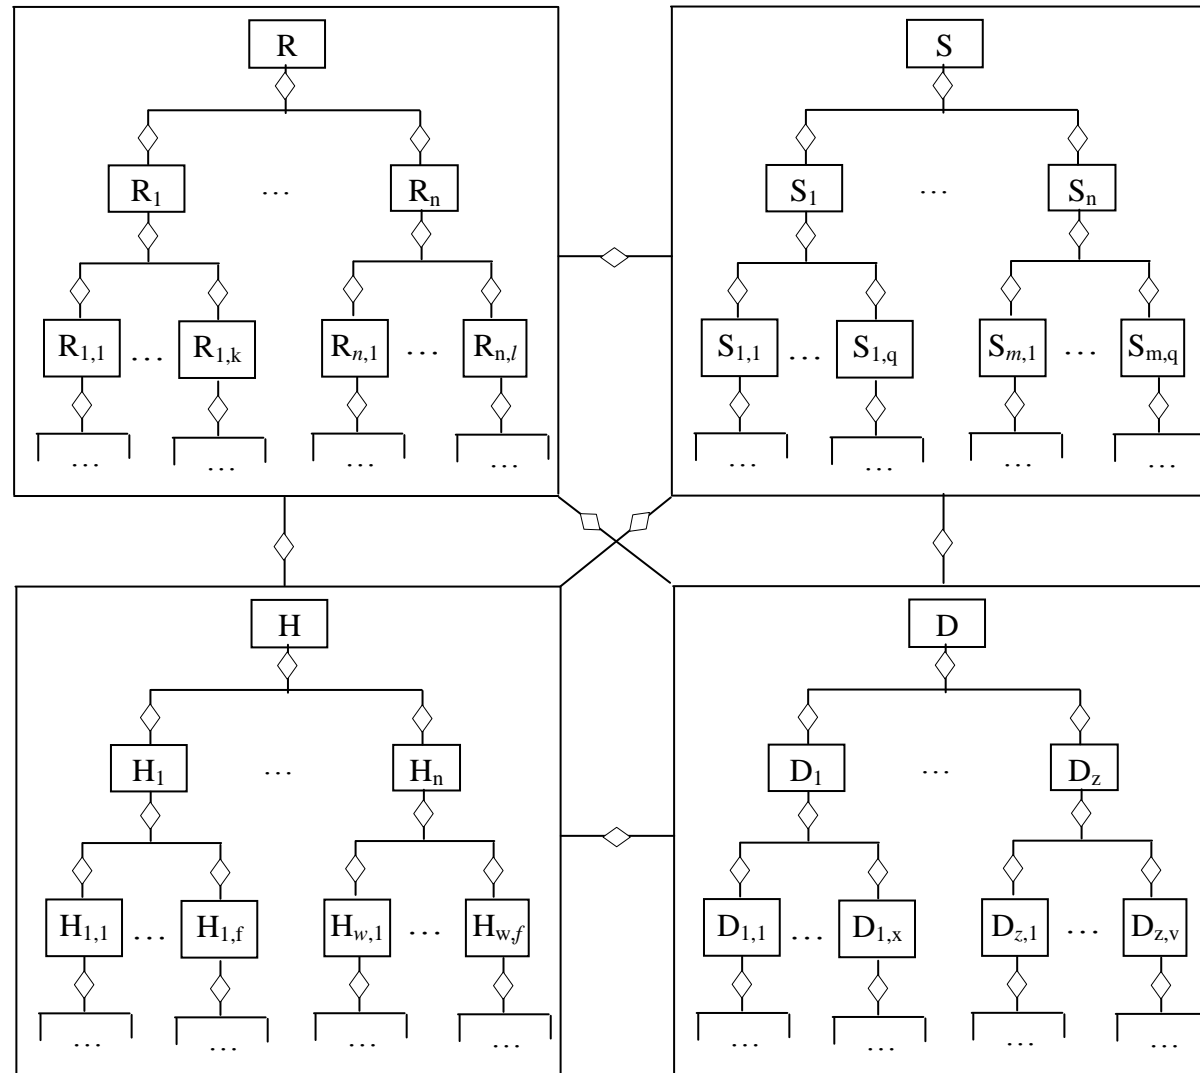 R S
R₁ … Rₙ S₁ … Sₙ
R₁,₁ … R₁,k Rn,1 … Rn,l S₁,₁ … S₁,q Sm,1 … Sm,q
… … … … … … … …
H D
H₁ … Hₙ D₁ … D_z
H₁,₁ … H₁,f Hw,1 … Hw,f D₁,₁ … D₁,x Dz,1 … Dz,v
… … … … … … … …